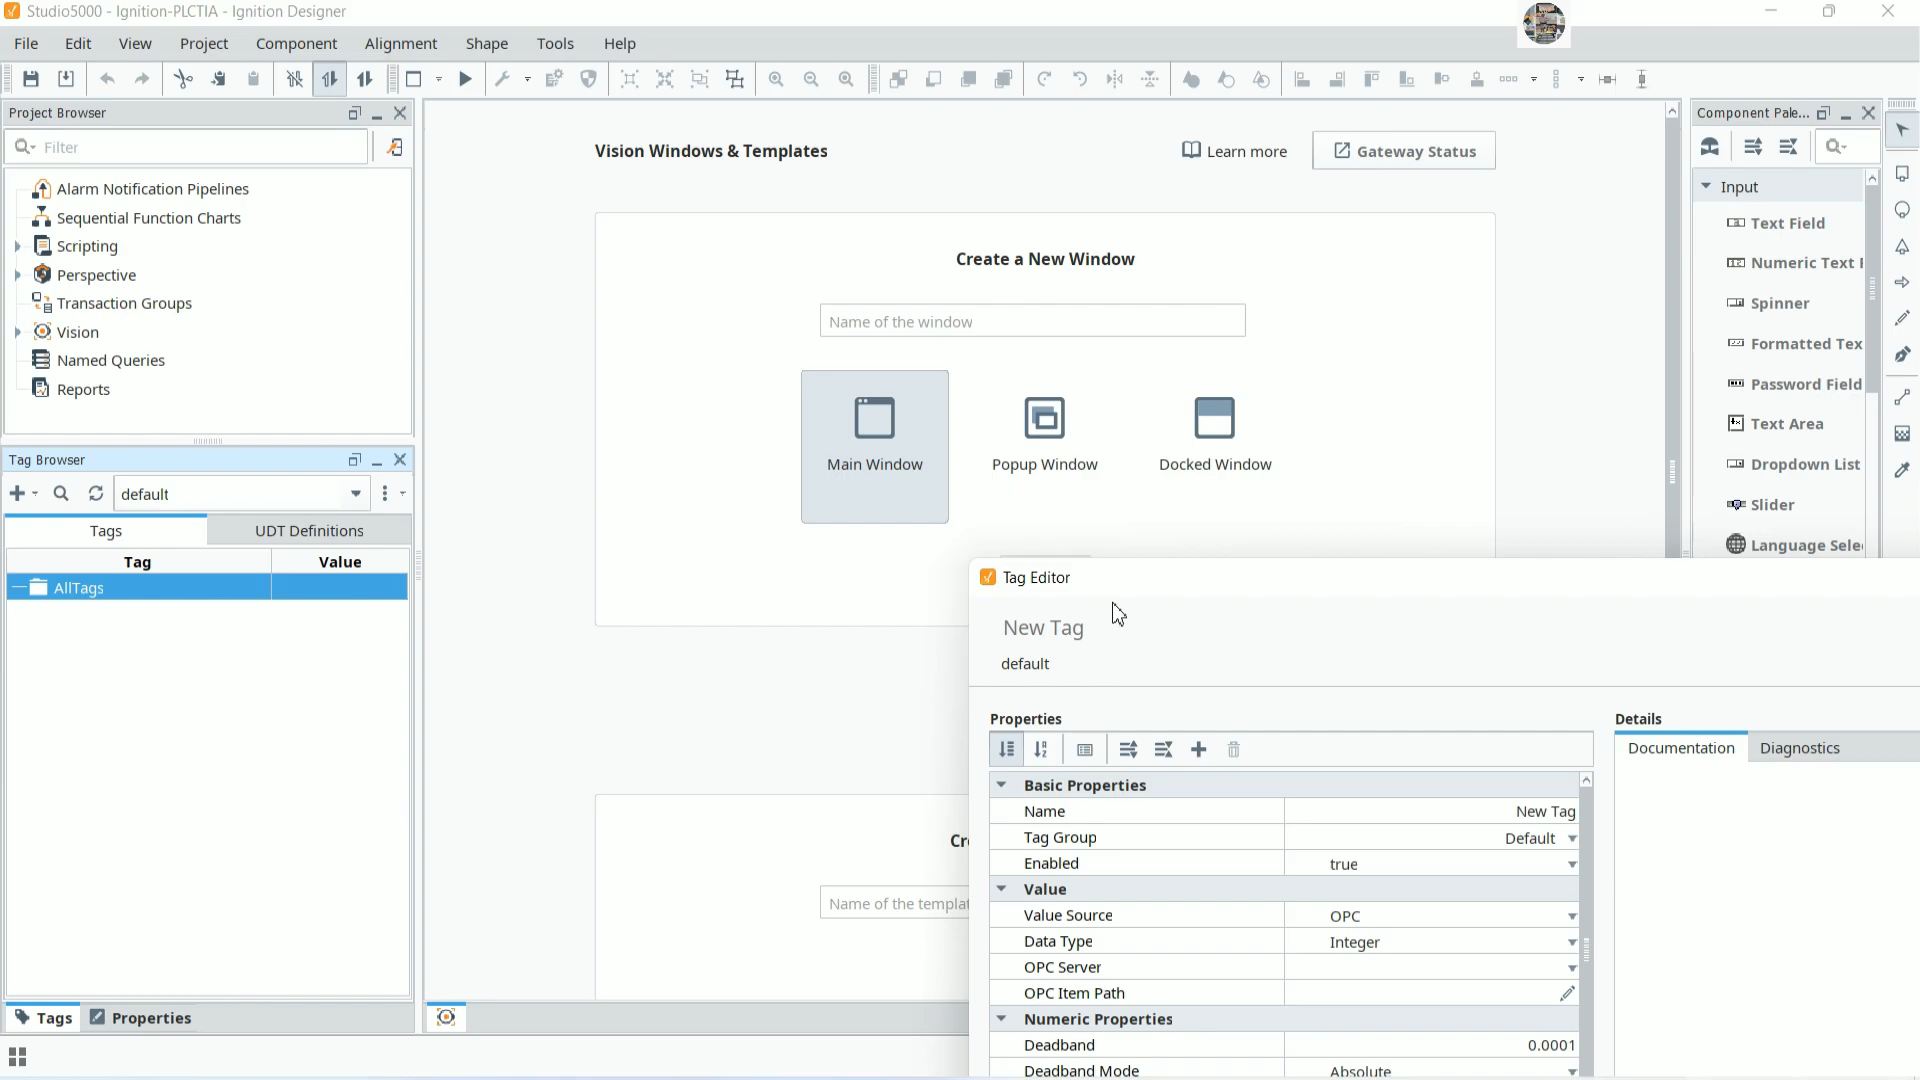 Studio5000 - Ignition-PLCTIA - Ignition Designer
File Edit View Project Component Alignment Shape Tools Help
Project Browser
Filter
Alarm Notification Pipelines
Sequential Function Charts
Scripting
Perspective
Transaction Groups
Vision
Named Queries
Reports
Tag Browser
default
Tags UDT Definitions
Tag Value
AllTags
Tags Properties
Vision Windows & Templates
Learn more
Gateway Status
Create a New Window
Name of the window
Main Window Popup Window Docked Window
Cr
Name of the templat
Component Pale...
Input
Text Field
Numeric Text F
Spinner
Formatted Tex
Password Field
Text Area
Dropdown List
Slider
Language Sele
Tag Editor
New Tag
default
Properties
Basic Properties
Name New Tag
Tag Group Default
Enabled true
Value
Value Source OPC
Data Type Integer
OPC Server
OPC Item Path
Numeric Properties
Deadband 0.0001
Deadband Mode Absolute
Details
Documentation Diagnostics